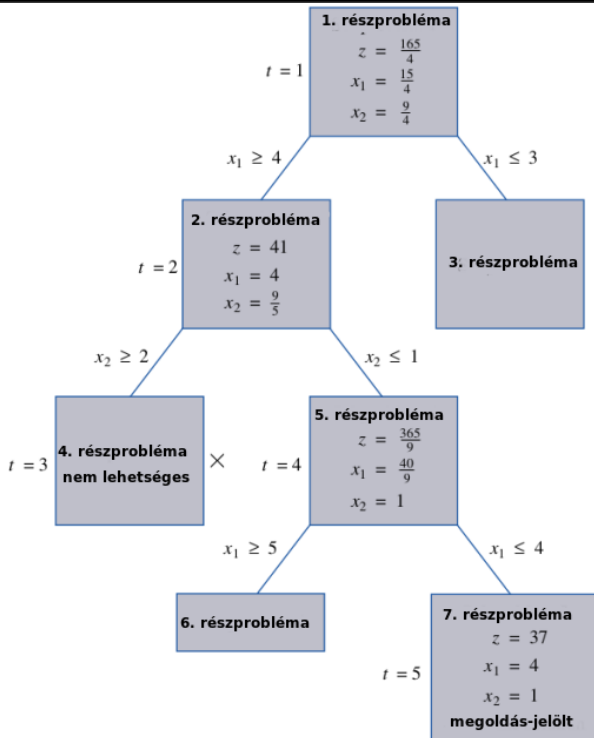 1. részprobléma
z = 165/4
t = 1
x₁ = 15/4
x₂ = 9/4
x₁ ≥ 4
x₁ ≤ 3
2. részprobléma
z = 41
t = 2
x₁ = 4
x₂ = 9/5
3. részprobléma
x₂ ≥ 2
x₂ ≤ 1
t = 3
4. részprobléma
nem lehetséges
×
t = 4
5. részprobléma
z = 365/9
x₁ = 40/9
x₂ = 1
x₁ ≥ 5
x₁ ≤ 4
6. részprobléma
t = 5
7. részprobléma
z = 37
x₁ = 4
x₂ = 1
megoldás-jelölt